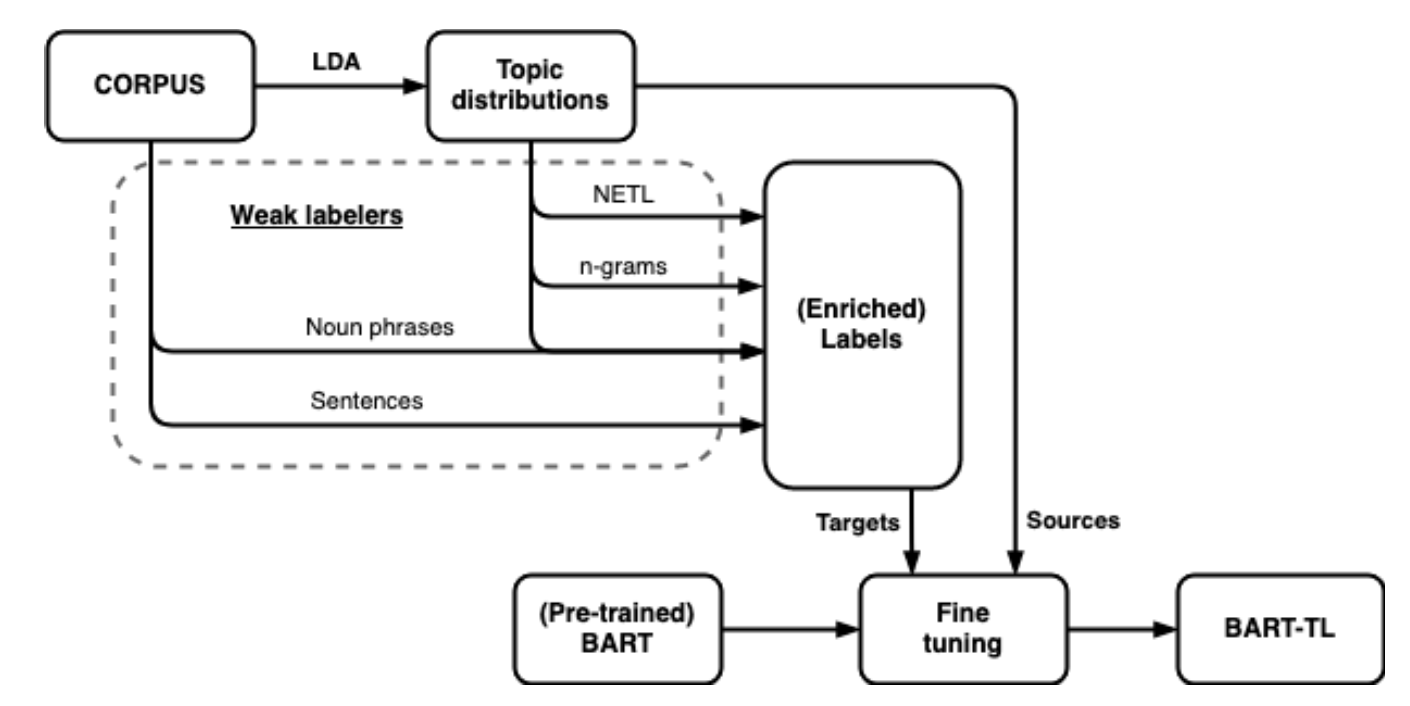 CORPUS
LDA
Topic
distributions
Weak labelers
NETL
n-grams
Noun phrases
Sentences
(Enriched)
Labels
Targets
Sources
(Pre-trained)
BART
Fine
tuning
BART-TL